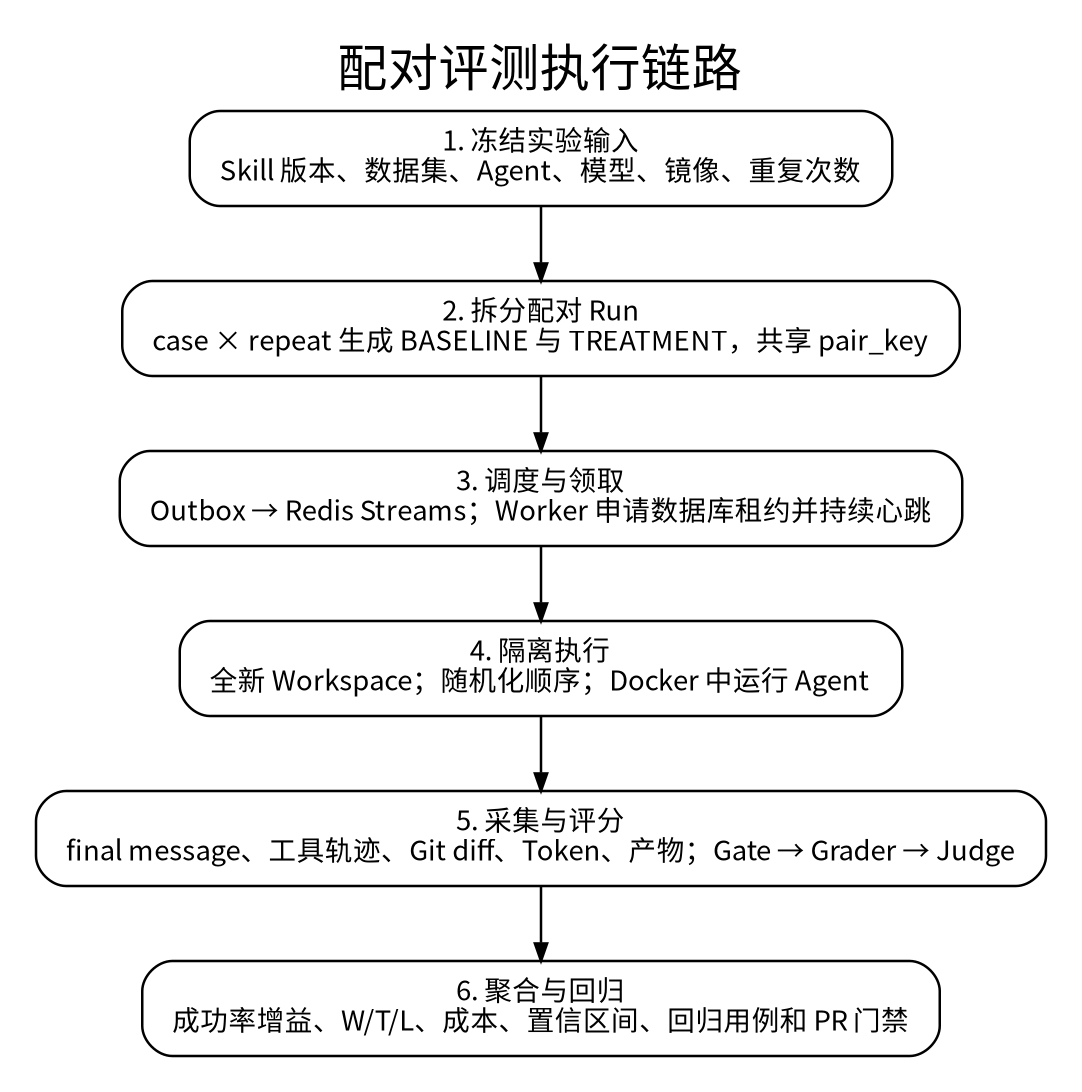 配对评测执行链路
1. 冻结实验输入
Skill 版本、数据集、Agent、模型、镜像、重复次数
2. 拆分配对 Run
case × repeat 生成 BASELINE 与 TREATMENT，共享 pair_key
3. 调度与领取
Outbox → Redis Streams；Worker 申请数据库租约并持续心跳
4. 隔离执行
全新 Workspace；随机化顺序；Docker 中运行 Agent
5. 采集与评分
final message、工具轨迹、Git diff、Token、产物；Gate → Grader → Judge
6. 聚合与回归
成功率增益、W/T/L、成本、置信区间、回归用例和 PR 门禁